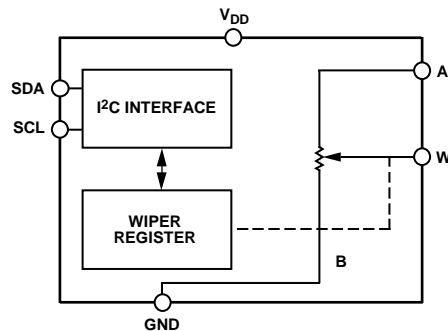 VDD
A
SDA
I²C INTERFACE
SCL
W
WIPER
REGISTER
B
GND